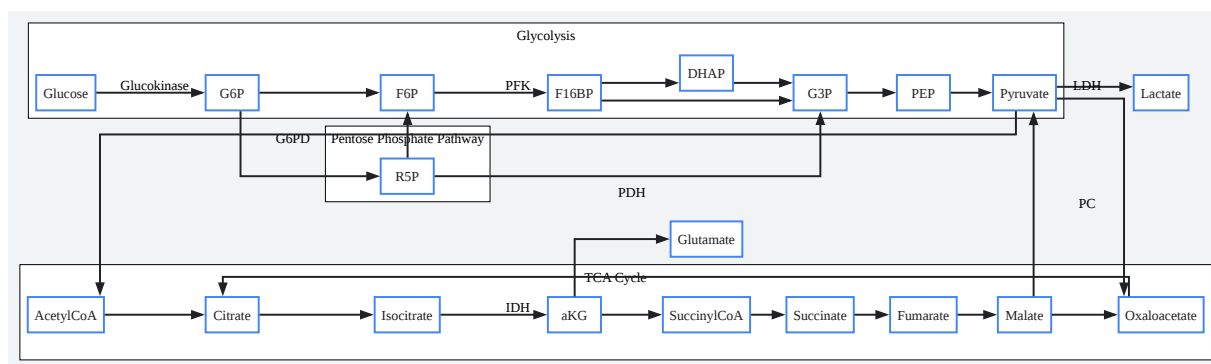 Glycolysis
Glucose
Glucokinase
G6P
F6P
PFK
F16BP
DHAP
G3P
PEP
Pyruvate
LDH
Lactate
G6PD
Pentose Phosphate Pathway
R5P
PDH
PC
Glutamate
TCA Cycle
AcetylCoA
Citrate
Isocitrate
IDH
aKG
SuccinylCoA
Succinate
Fumarate
Malate
Oxaloacetate